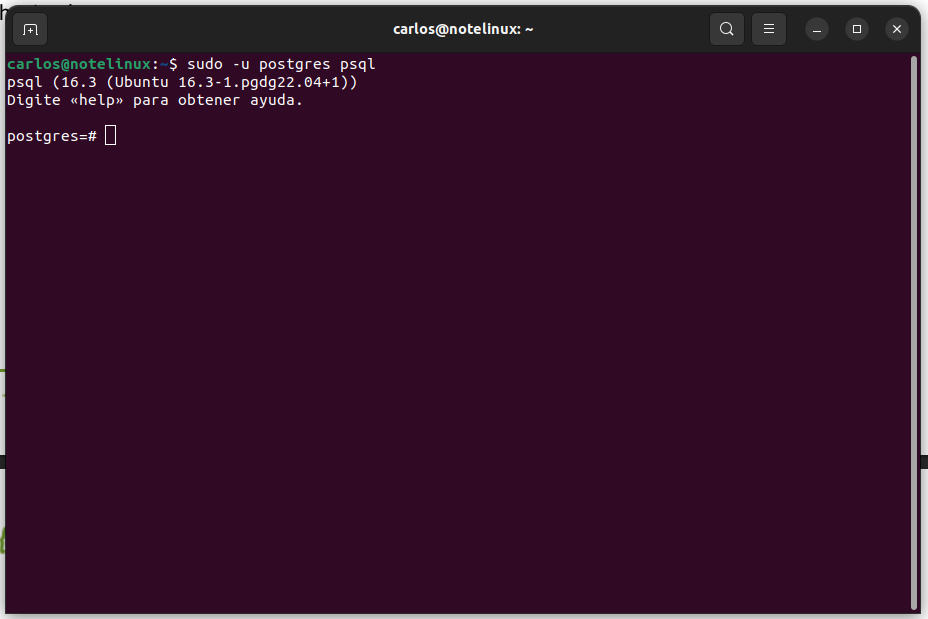 carlos@notelinux: ~
carlos@notelinux:~$ sudo -u postgres psql
psql (16.3 (Ubuntu 16.3-1.pgdg22.04+1))
Digite «help» para obtener ayuda.
postgres=#